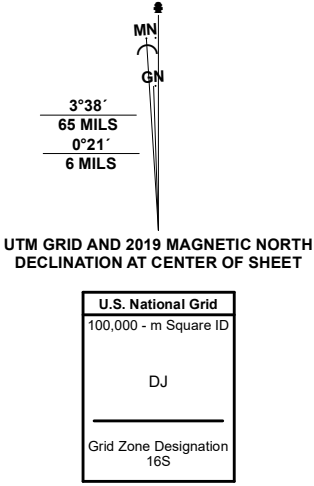 MN
GN
3°38´
65 MILS
0°21´
6 MILS
UTM GRID AND 2019 MAGNETIC NORTH
DECLINATION AT CENTER OF SHEET
U.S. National Grid
100,000 - m Square ID
DJ
Grid Zone Designation
16S